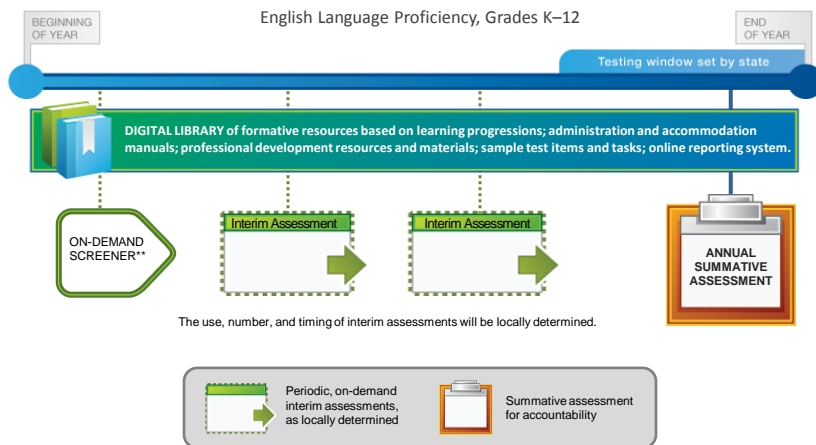 English Language Proficiency, Grades K–12
BEGINNING
OF YEAR
END
OF YEAR
Testing window set by state
DIGITAL LIBRARY of formative resources based on learning progressions; administration and accommodation
manuals; professional development resources and materials; sample test items and tasks; online reporting system.
ON-DEMAND
SCREENER**
Interim Assessment
Interim Assessment
ANNUAL
SUMMATIVE
ASSESSMENT
The use, number, and timing of interim assessments will be locally determined.
Periodic, on-demand
interim assessments,
as locally determined
Summative assessment
for accountability